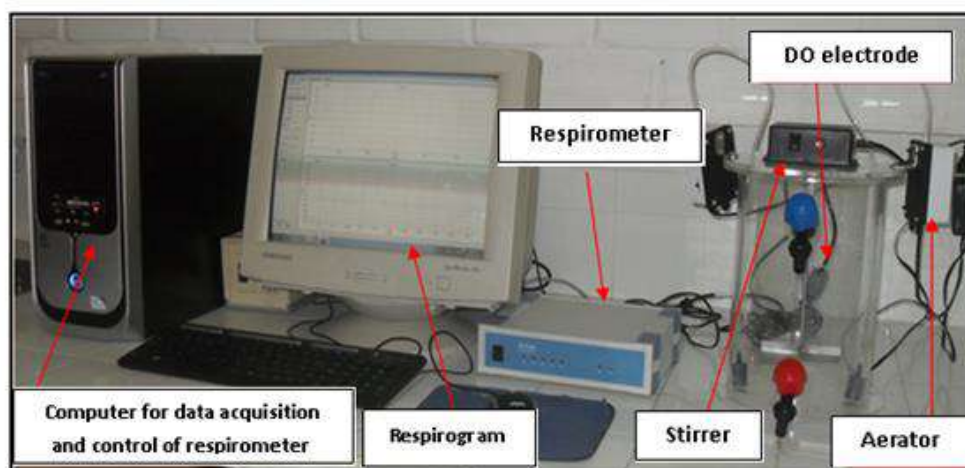 DO electrode
Respirometer
Computer for data acquisition
and control of respirometer
Respirogram
Stirrer
Aerator